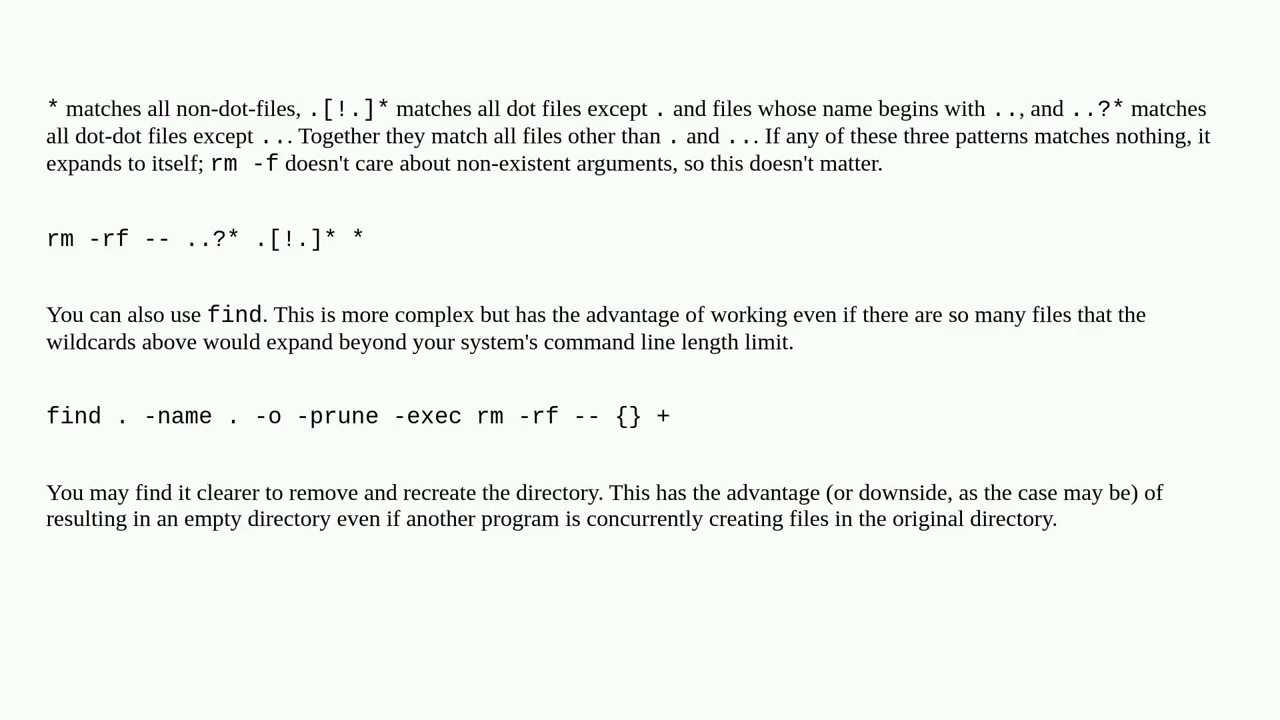 * matches all non-dot-files, .[!.]* matches all dot files except . and files whose name begins with .., and ..?* matches
all dot-dot files except ... Together they match all files other than . and ... If any of these three patterns matches nothing, it
expands to itself; rm -f doesn't care about non-existent arguments, so this doesn't matter.
rm -rf -- ..?* .[!.]* *
You can also use find. This is more complex but has the advantage of working even if there are so many files that the
wildcards above would expand beyond your system's command line length limit.
find . -name . -o -prune -exec rm -rf -- {} +
You may find it clearer to remove and recreate the directory. This has the advantage (or downside, as the case may be) of
resulting in an empty directory even if another program is concurrently creating files in the original directory.